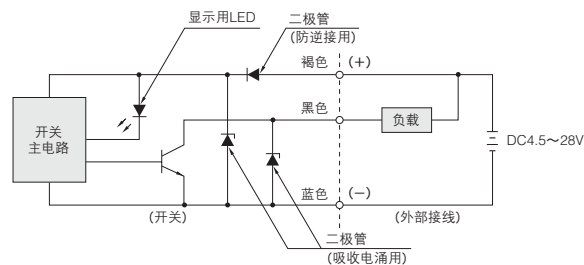 显示用LED
二极管
(防逆接用)
褐色 (+)
黑色
开关
主电路
负载
DC4.5～28V
蓝色 (−)
(开关)
(外部接线)
二极管
(吸收电涌用)